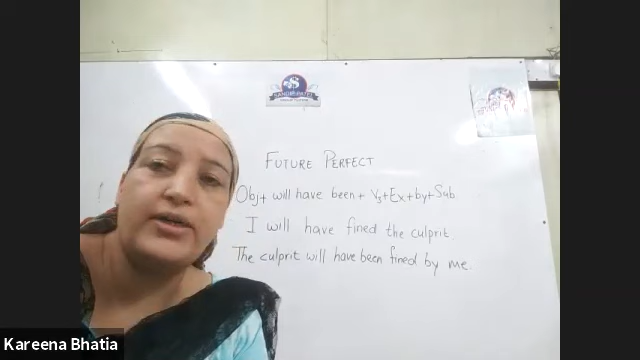 FUTURE PERFECT
Obj+ will have been + V3+Ex+by+Sub
I will have fined the culprit.
The culprit will have been fined by me.
Kareena Bhatia